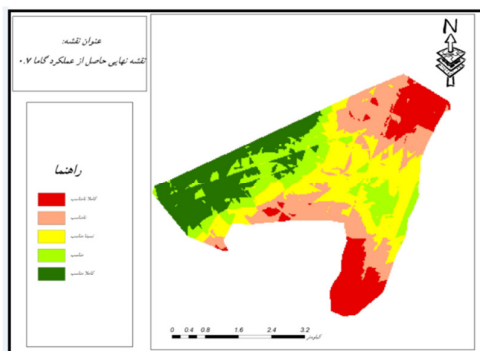 عنوان نقشه:
نقشه نهایی حاصل از عملکرد گاما ۰.۷
N
راهنما
کاملا نامناسب
نامناسب
نسبتا مناسب
مناسب
کاملا مناسب
0 0.4 0.8 1.6 2.4 3.2
کیلومتر